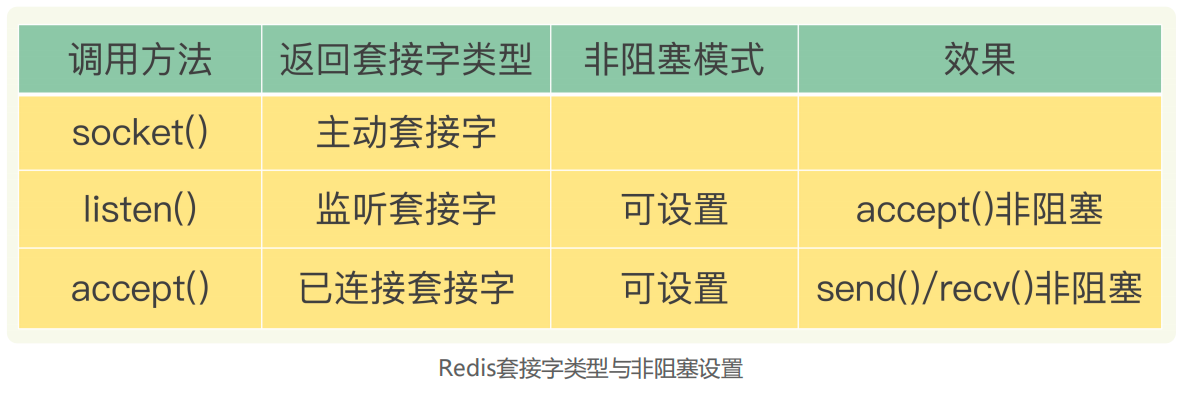 调用方法 返回套接字类型 非阻塞模式 效果
socket() 主动套接字
listen() 监听套接字 可设置 accept()非阻塞
accept() 已连接套接字 可设置 send()/recv()非阻塞
Redis套接字类型与非阻塞设置